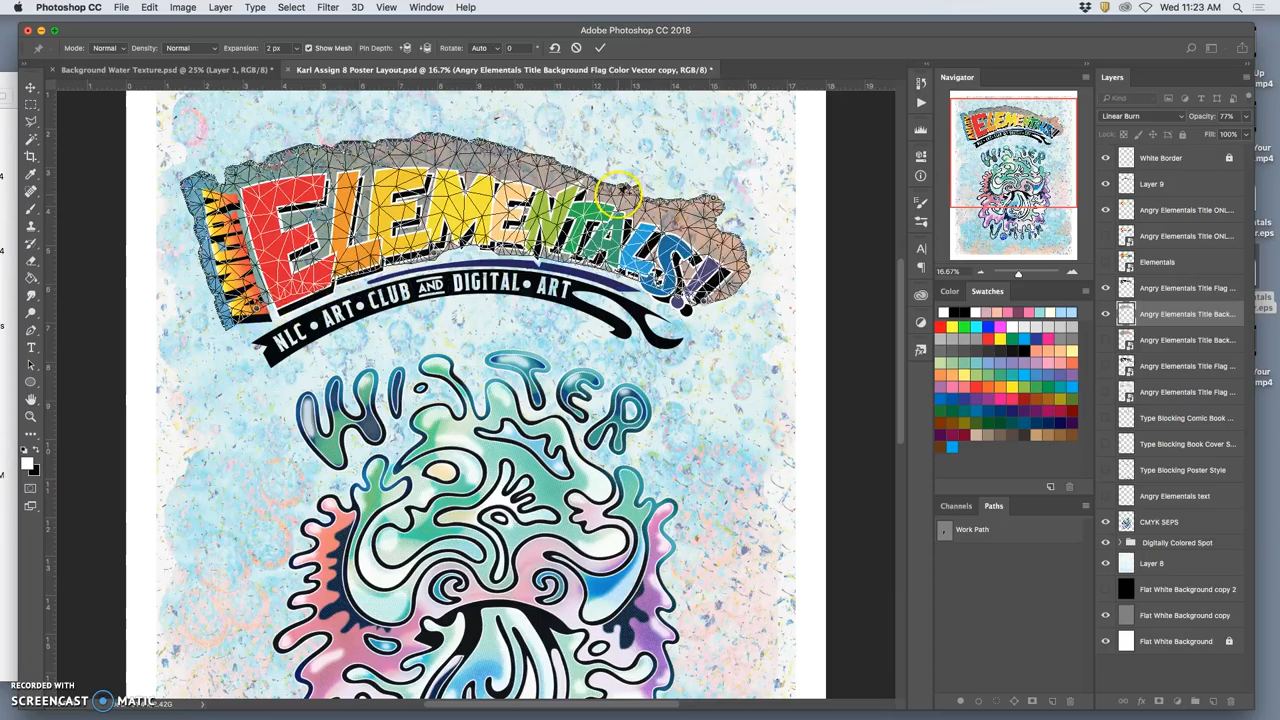 Photoshop CC File Edit Image Layer Type Select Filter 3D View Window Help Wed 11:23 AM
Adobe Photoshop CC 2018
Mode: Normal Density: Normal Expansion: 2 px Show Mesh Pin Depth: Rotate: Auto 0
Background Water Texture.psd @ 25% (Layer 1, RGB/8) * Karl Assign 8 Poster Layout.psd @ 16.7% (Angry Elementals Title Background Flag Color Vector copy, RGB/8) *
ELEMENTALS!
NLC • ART • CLUB AND DIGITAL • ART
WINTER
Navigator
16.67%
Color Swatches
Channels Paths
Work Path
Layers
Kind
Linear Burn Opacity: 77%
Lock: Fill: 100%
White Border
Layer 9
Angry Elementals Title ONL...
Angry Elementals Title ONL...
Elementals
Angry Elementals Title Flag ...
Angry Elementals Title Back...
Angry Elementals Title Back...
Angry Elementals Title Flag ...
Angry Elementals Title Flag ...
Type Blocking Comic Book ...
Type Blocking Book Cover S...
Type Blocking Poster Style
Angry Elementals text
CMYK SEPS
Digitally Colored Spot
Layer 8
Flat White Background copy 2
Flat White Background copy
Flat White Background
RECORDED WITH
SCREENCAST MATIC